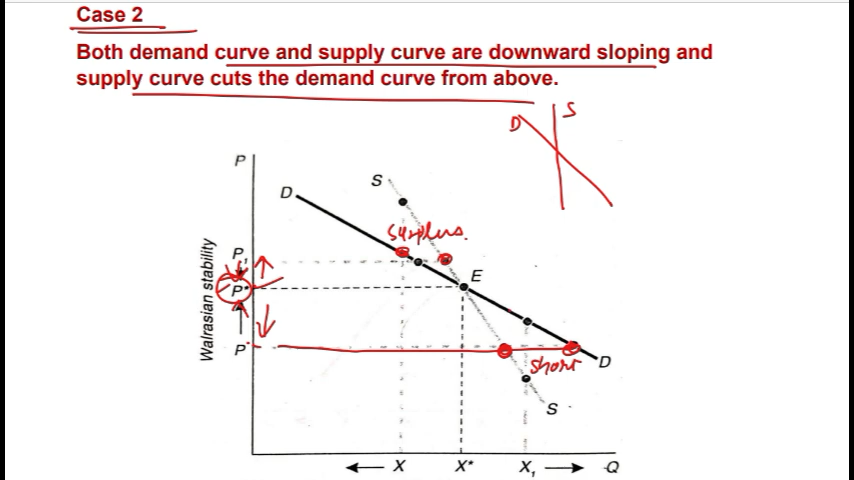 Case 2
Both demand curve and supply curve are downward sloping and
supply curve cuts the demand curve from above.
D S
P
S
D
surplus.
P₁
E
P*
Walrasian stability
P
short
D
S
X X* X₁ Q